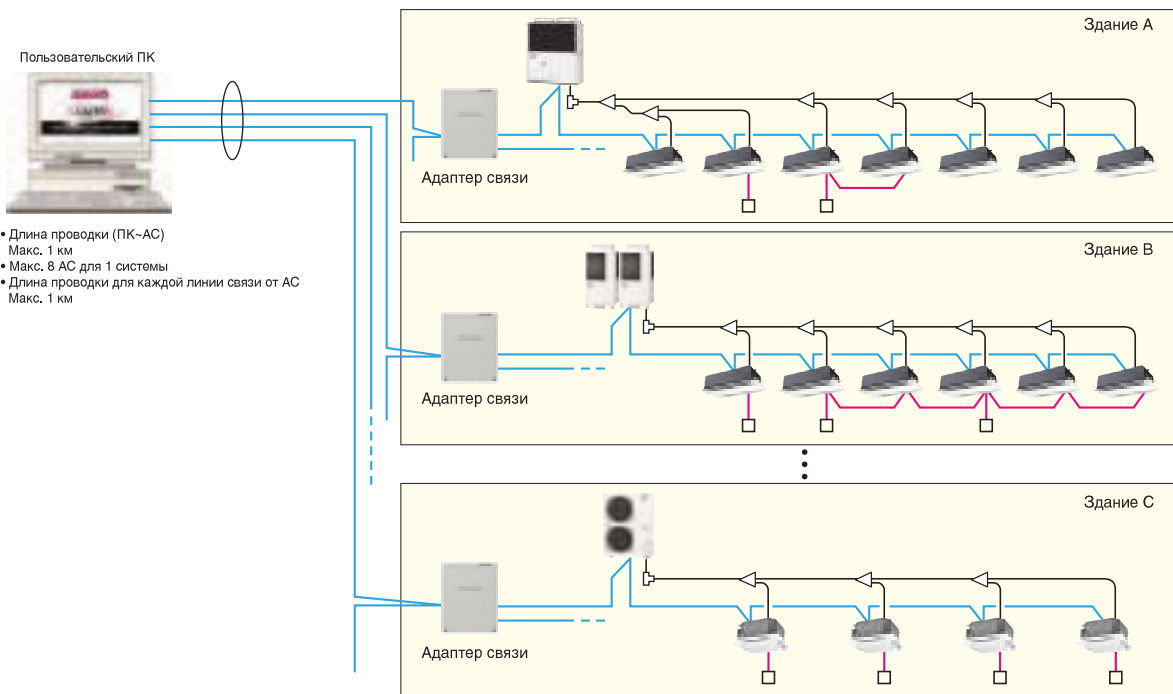 Пользовательский ПК
• Длина проводки (ПК~АС)
Макс. 1 км
• Макс. 8 АС для 1 системы
• Длина проводки для каждой линии связи от АС
Макс. 1 км
Здание A
Адаптер связи
Здание B
Адаптер связи
Здание C
Адаптер связи